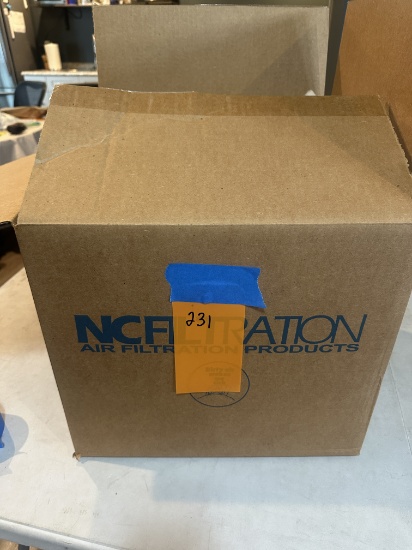 231
NCFILTRATION
AIR FILTRATION PRODUCTS